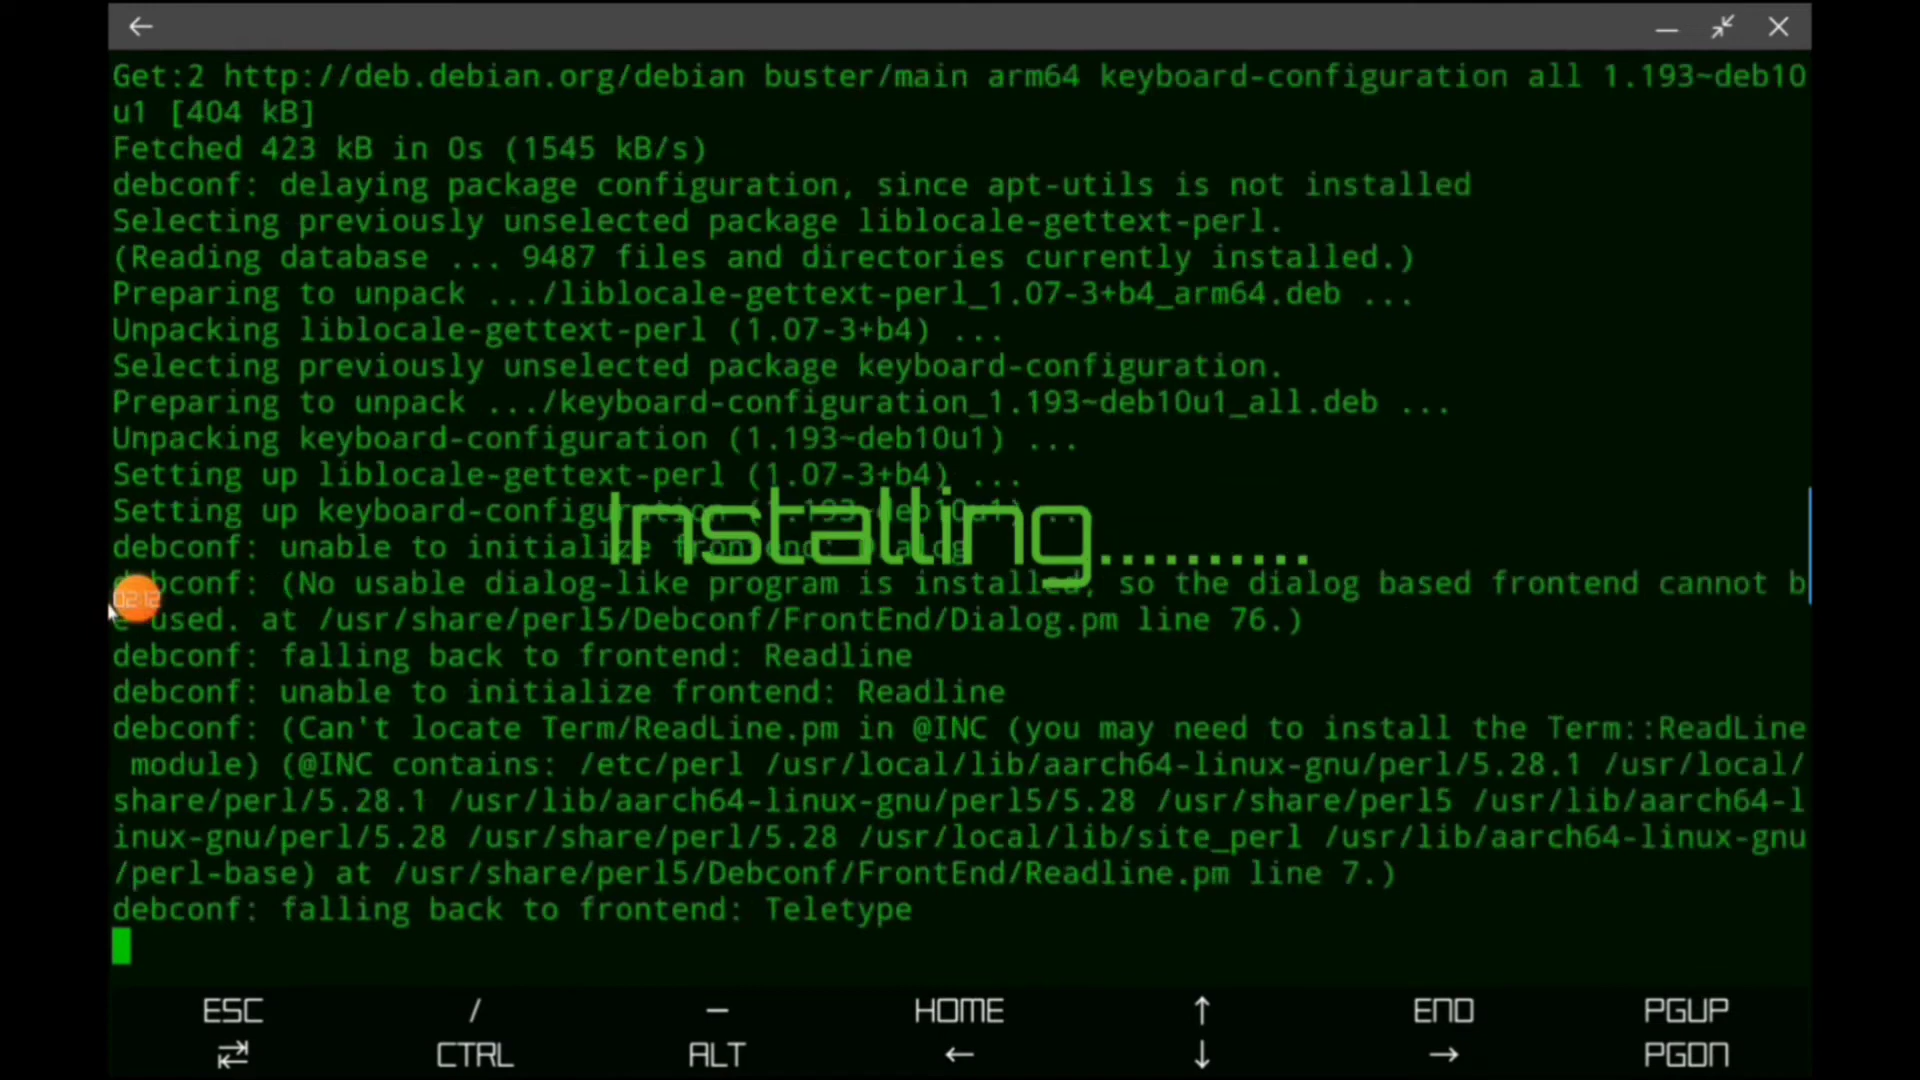 Get:2 http://deb.debian.org/debian buster/main arm64 keyboard-configuration all 1.193~deb10
u1 [404 kB]
Fetched 423 kB in 0s (1545 kB/s)
debconf: delaying package configuration, since apt-utils is not installed
Selecting previously unselected package liblocale-gettext-perl.
(Reading database ... 9487 files and directories currently installed.)
Preparing to unpack .../liblocale-gettext-perl_1.07-3+b4_arm64.deb ...
Unpacking liblocale-gettext-perl (1.07-3+b4) ...
Selecting previously unselected package keyboard-configuration.
Preparing to unpack .../keyboard-configuration_1.193~deb10u1_all.deb ...
Unpacking keyboard-configuration (1.193~deb10u1) ...
Setting up liblocale-gettext-perl (1.07-3+b4) ...
Setting up keyboard-configuration (1.193~deb10u1) ...
Installing..........
debconf: unable to initialize frontend: Dialog
debconf: (No usable dialog-like program is installed, so the dialog based frontend cannot b
02:12
e used. at /usr/share/perl5/Debconf/FrontEnd/Dialog.pm line 76.)
debconf: falling back to frontend: Readline
debconf: unable to initialize frontend: Readline
debconf: (Can't locate Term/ReadLine.pm in @INC (you may need to install the Term::ReadLine
 module) (@INC contains: /etc/perl /usr/local/lib/aarch64-linux-gnu/perl/5.28.1 /usr/local/
share/perl/5.28.1 /usr/lib/aarch64-linux-gnu/perl5/5.28 /usr/share/perl5 /usr/lib/aarch64-l
inux-gnu/perl/5.28 /usr/share/perl/5.28 /usr/local/lib/site_perl /usr/lib/aarch64-linux-gnu
/perl-base) at /usr/share/perl5/Debconf/FrontEnd/Readline.pm line 7.)
debconf: falling back to frontend: Teletype
ESC / – HOME ↑ END PGUP
⇄ CTRL ALT ← ↓ → PGDN